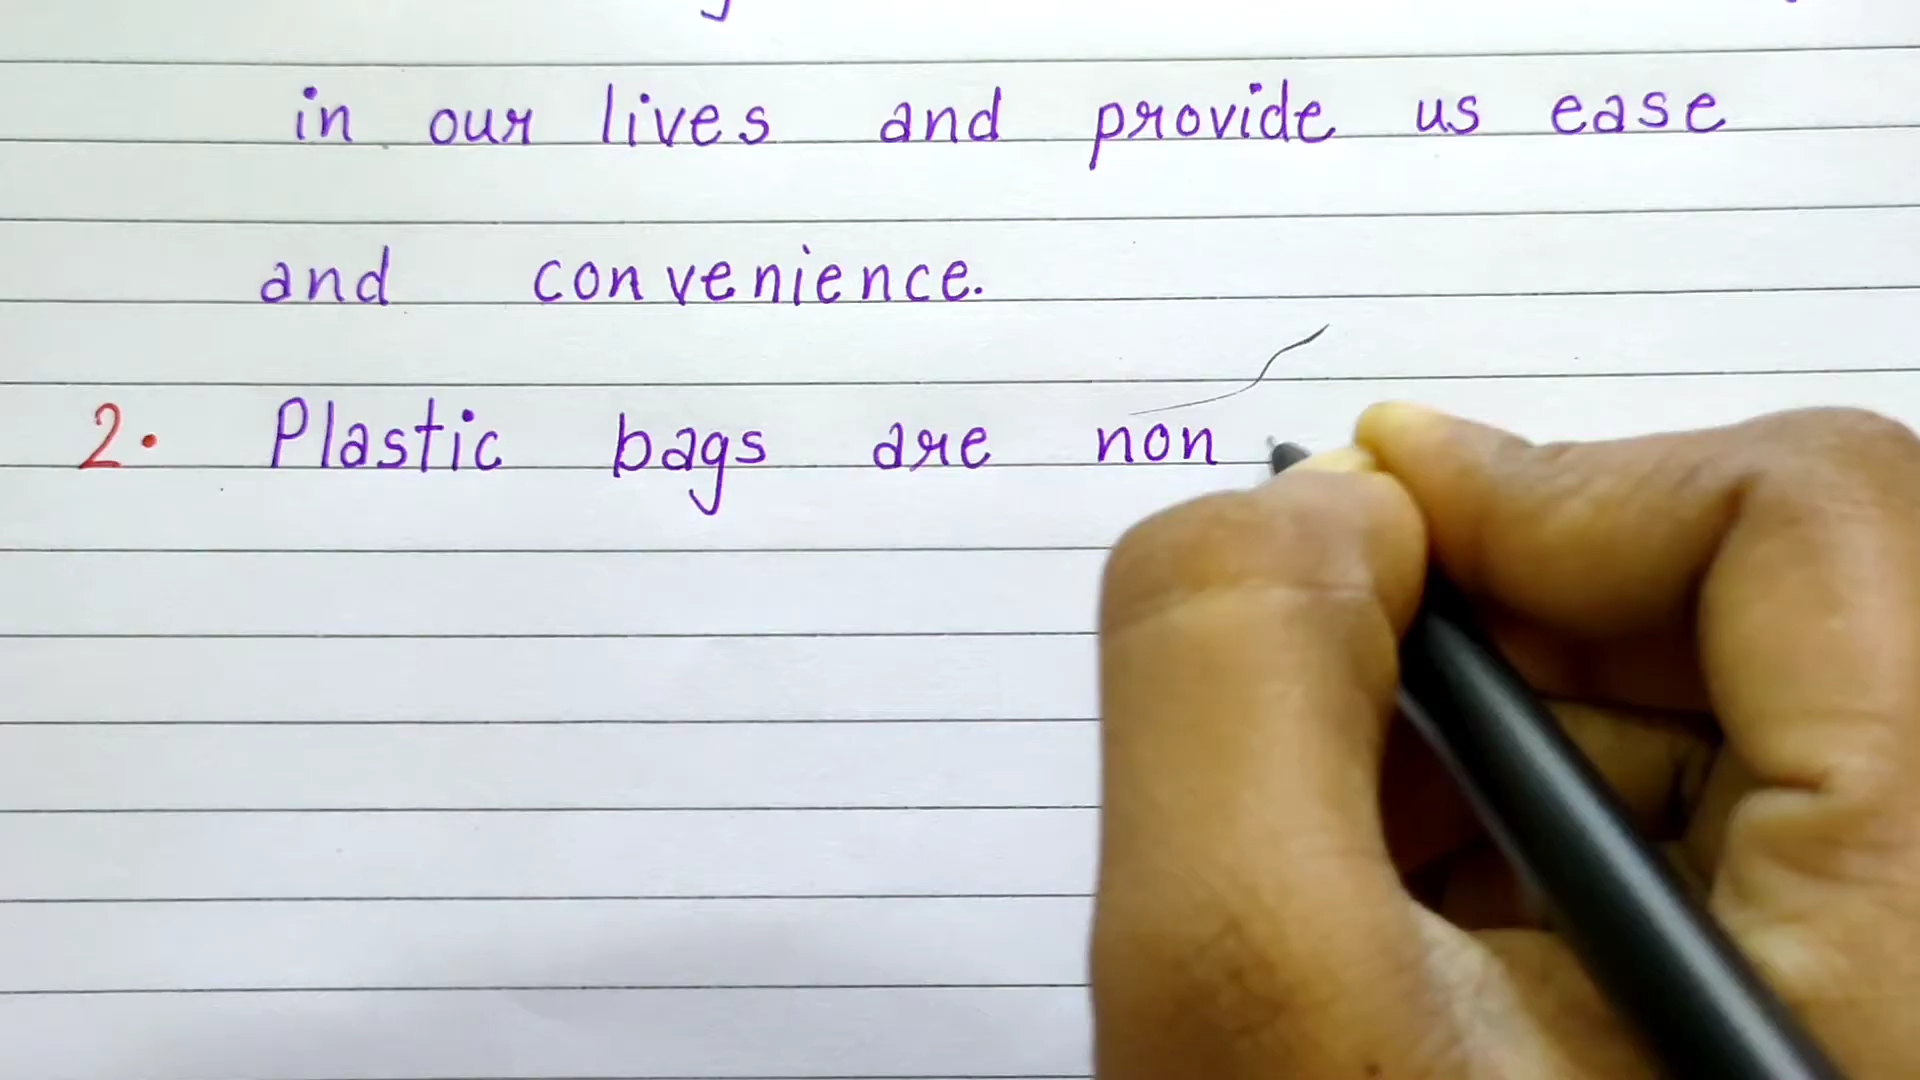 in our lives and provide us ease
and convenience.
2. Plastic bags are non